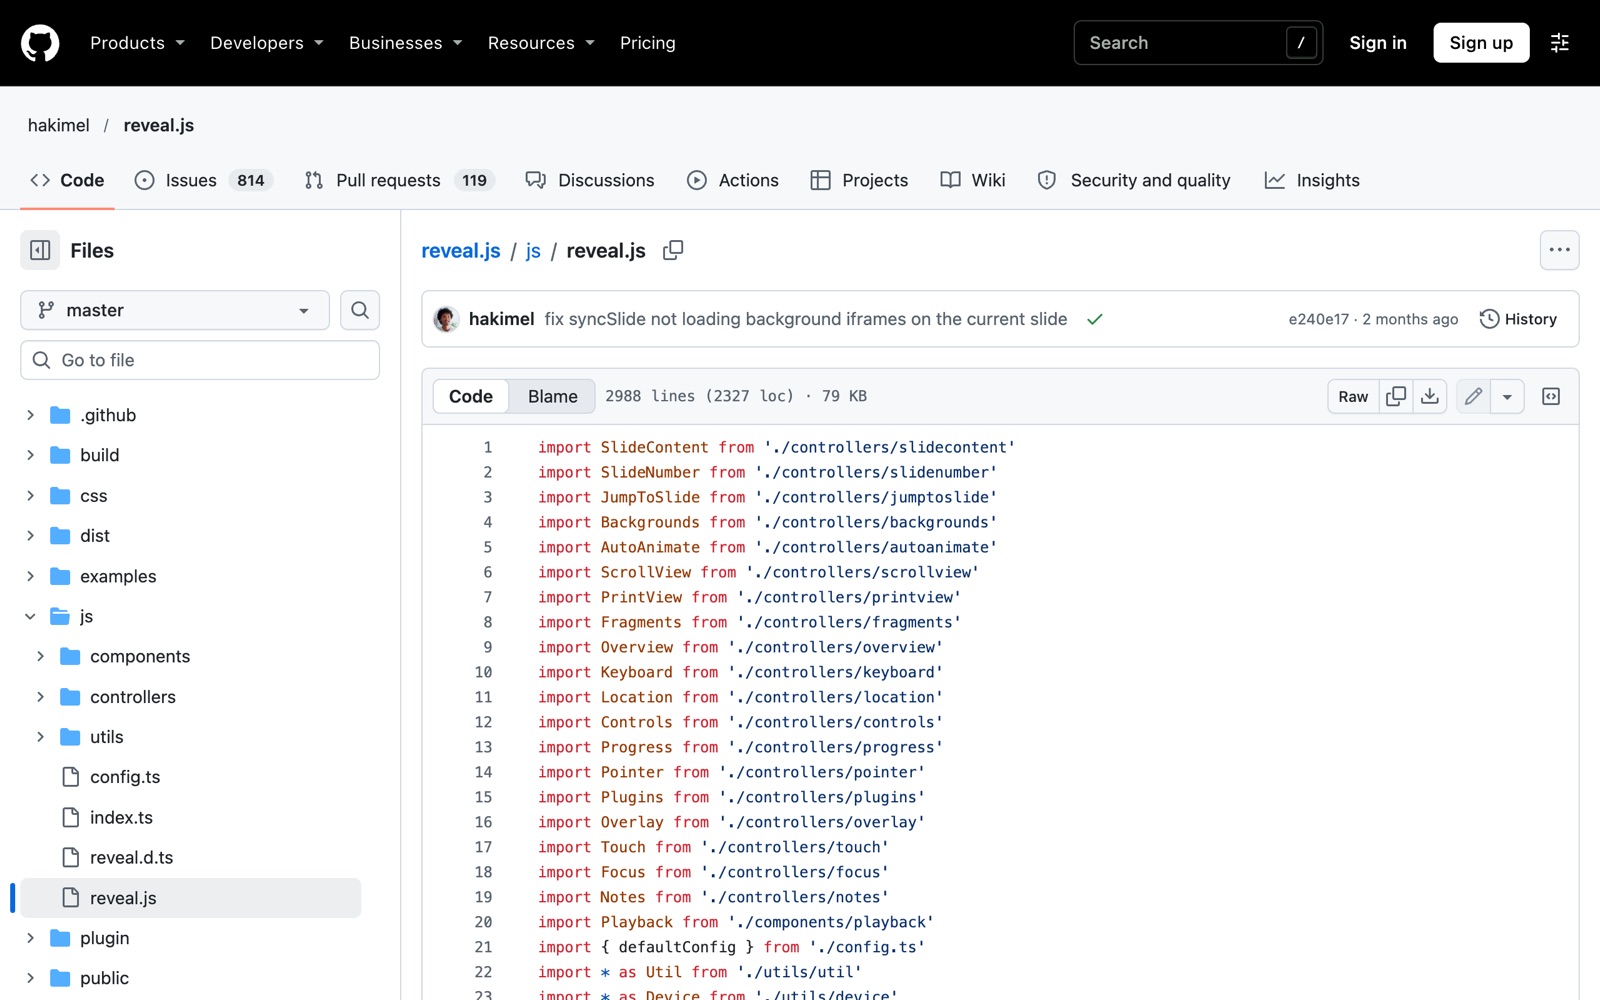 Products Developers Businesses Resources Pricing Search / Sign in Sign up
hakimel / reveal.js
Code Issues 814 Pull requests 119 Discussions Actions Projects Wiki Security and quality Insights
Files
master
Go to file
.github
build
css
dist
examples
js
components
controllers
utils
config.ts
index.ts
reveal.d.ts
reveal.js
plugin
public
reveal.js / js / reveal.js
hakimel fix syncSlide not loading background iframes on the current slide e240e17 · 2 months ago History
Code Blame 2988 lines (2327 loc) · 79 KB Raw
1 import SlideContent from './controllers/slidecontent'
2 import SlideNumber from './controllers/slidenumber'
3 import JumpToSlide from './controllers/jumptoslide'
4 import Backgrounds from './controllers/backgrounds'
5 import AutoAnimate from './controllers/autoanimate'
6 import ScrollView from './controllers/scrollview'
7 import PrintView from './controllers/printview'
8 import Fragments from './controllers/fragments'
9 import Overview from './controllers/overview'
10 import Keyboard from './controllers/keyboard'
11 import Location from './controllers/location'
12 import Controls from './controllers/controls'
13 import Progress from './controllers/progress'
14 import Pointer from './controllers/pointer'
15 import Plugins from './controllers/plugins'
16 import Overlay from './controllers/overlay'
17 import Touch from './controllers/touch'
18 import Focus from './controllers/focus'
19 import Notes from './controllers/notes'
20 import Playback from './components/playback'
21 import { defaultConfig } from './config.ts'
22 import * as Util from './utils/util'
23 import * as Device from './utils/device'